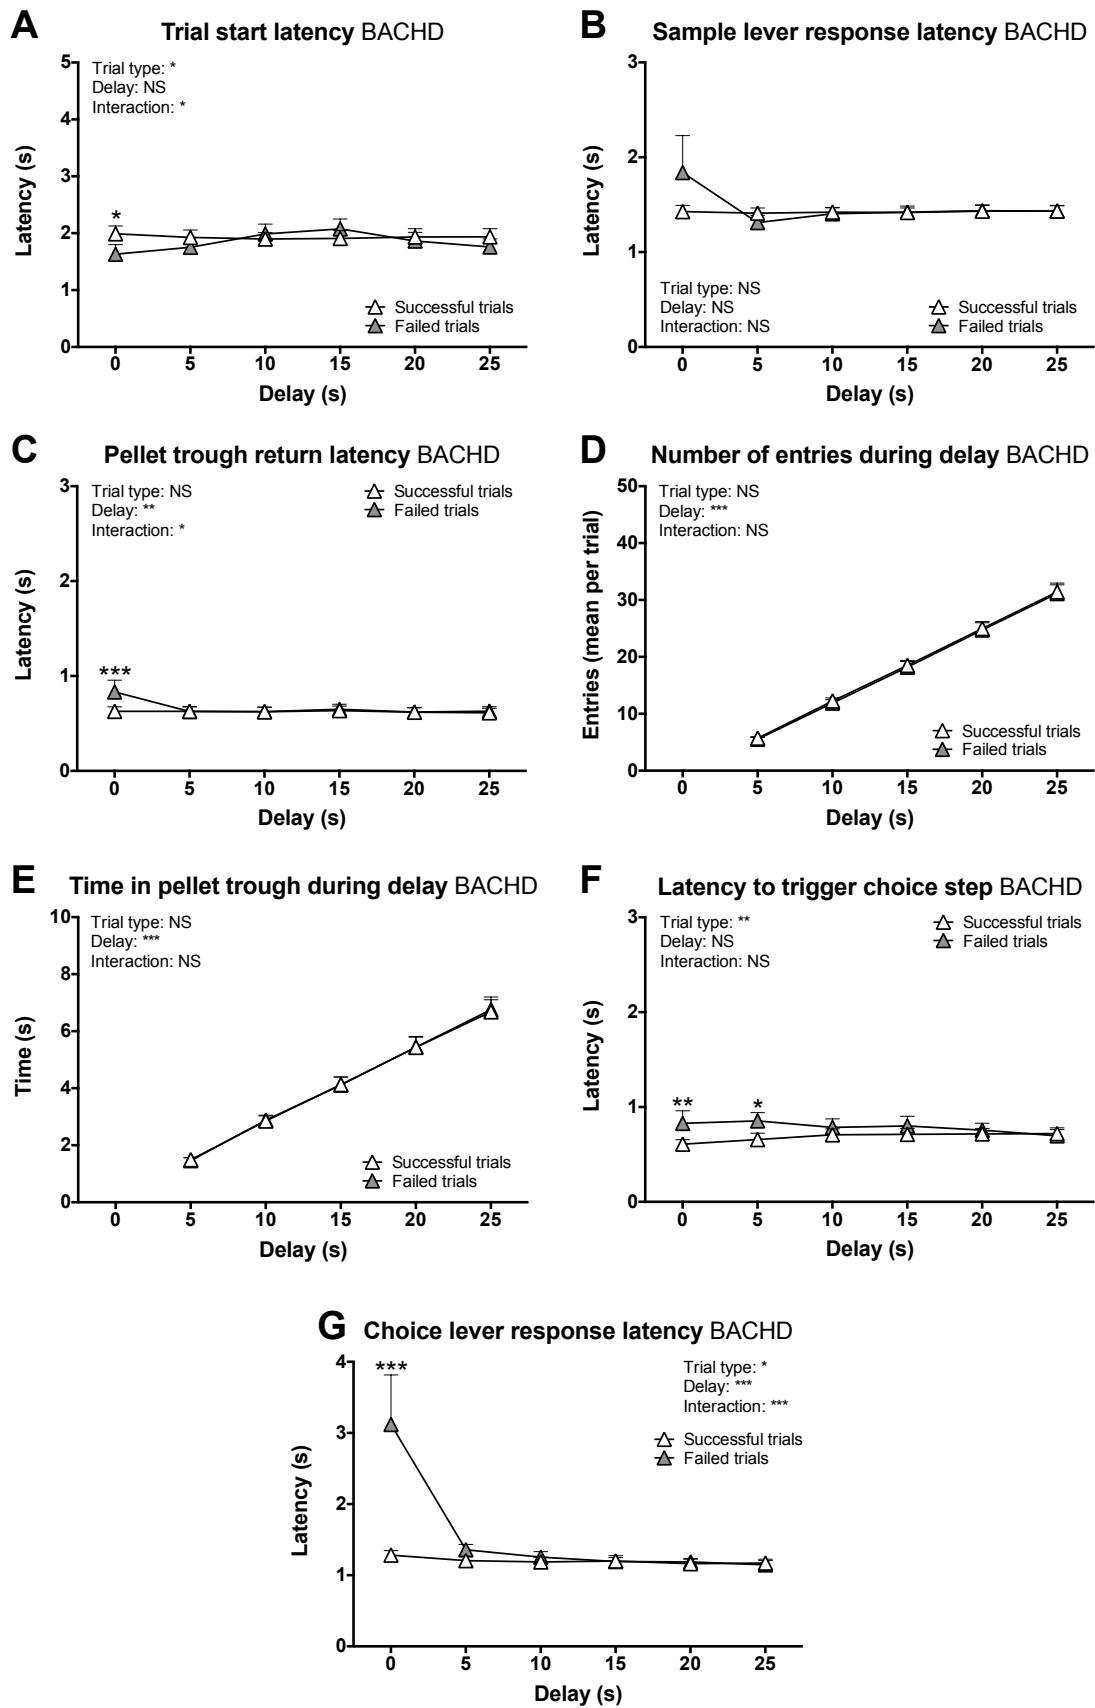 A Trial start latency BACHD
Trial type: *
Delay: NS
Interaction: *
5
4
3
2
1
0
*
Latency (s)
Successful trials
Failed trials
0 5 10 15 20 25
Delay (s)
B Sample lever response latency BACHD
3
2
1
0
Latency (s)
Trial type: NS
Delay: NS
Interaction: NS
Successful trials
Failed trials
0 5 10 15 20 25
Delay (s)
C Pellet trough return latency BACHD
Trial type: NS
Delay: **
Interaction: *
Successful trials
Failed trials
3
2
1
0
***
Latency (s)
0 5 10 15 20 25
Delay (s)
D Number of entries during delay BACHD
Trial type: NS
Delay: ***
Interaction: NS
50
40
30
20
10
0
Entries (mean per trial)
Successful trials
Failed trials
0 5 10 15 20 25
Delay (s)
E Time in pellet trough during delay BACHD
Trial type: NS
Delay: ***
Interaction: NS
10
8
6
4
2
0
Time (s)
Successful trials
Failed trials
0 5 10 15 20 25
Delay (s)
F Latency to trigger choice step BACHD
Trial type: **
Delay: NS
Interaction: NS
Successful trials
Failed trials
3
2
1
0
** *
Latency (s)
0 5 10 15 20 25
Delay (s)
G Choice lever response latency BACHD
***
Trial type: *
Delay: ***
Interaction: ***
Successful trials
Failed trials
4
3
2
1
0
Latency (s)
0 5 10 15 20 25
Delay (s)